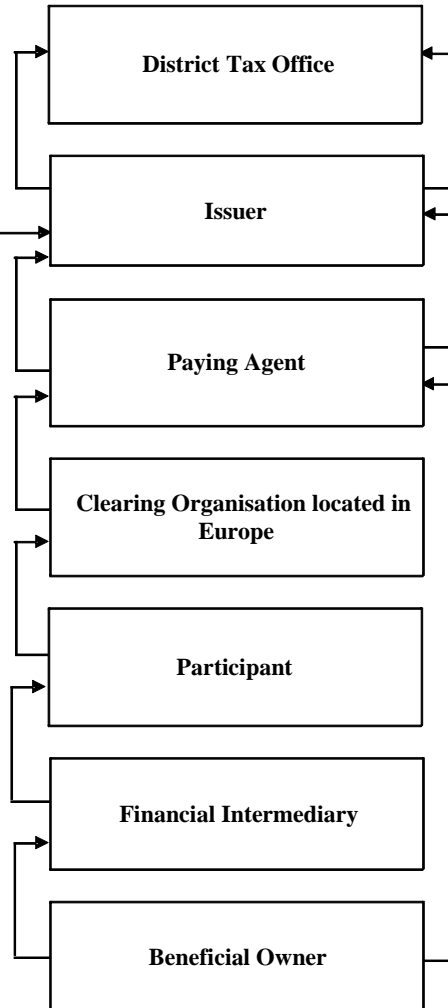 District Tax Office
Issuer
Paying Agent
Clearing Organisation located in
Europe
Participant
Financial Intermediary
Beneficial Owner